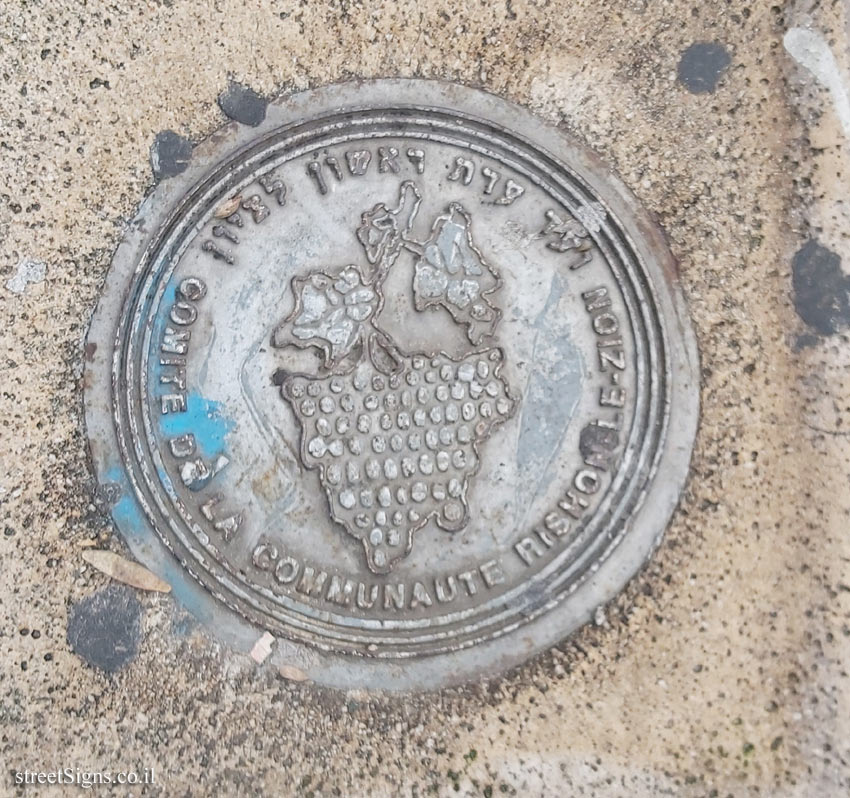 ועד עדת ראשון לציון
COMITE DE LA COMMUNAUTE RISHON-LE-ZION
streetSigns.co.il